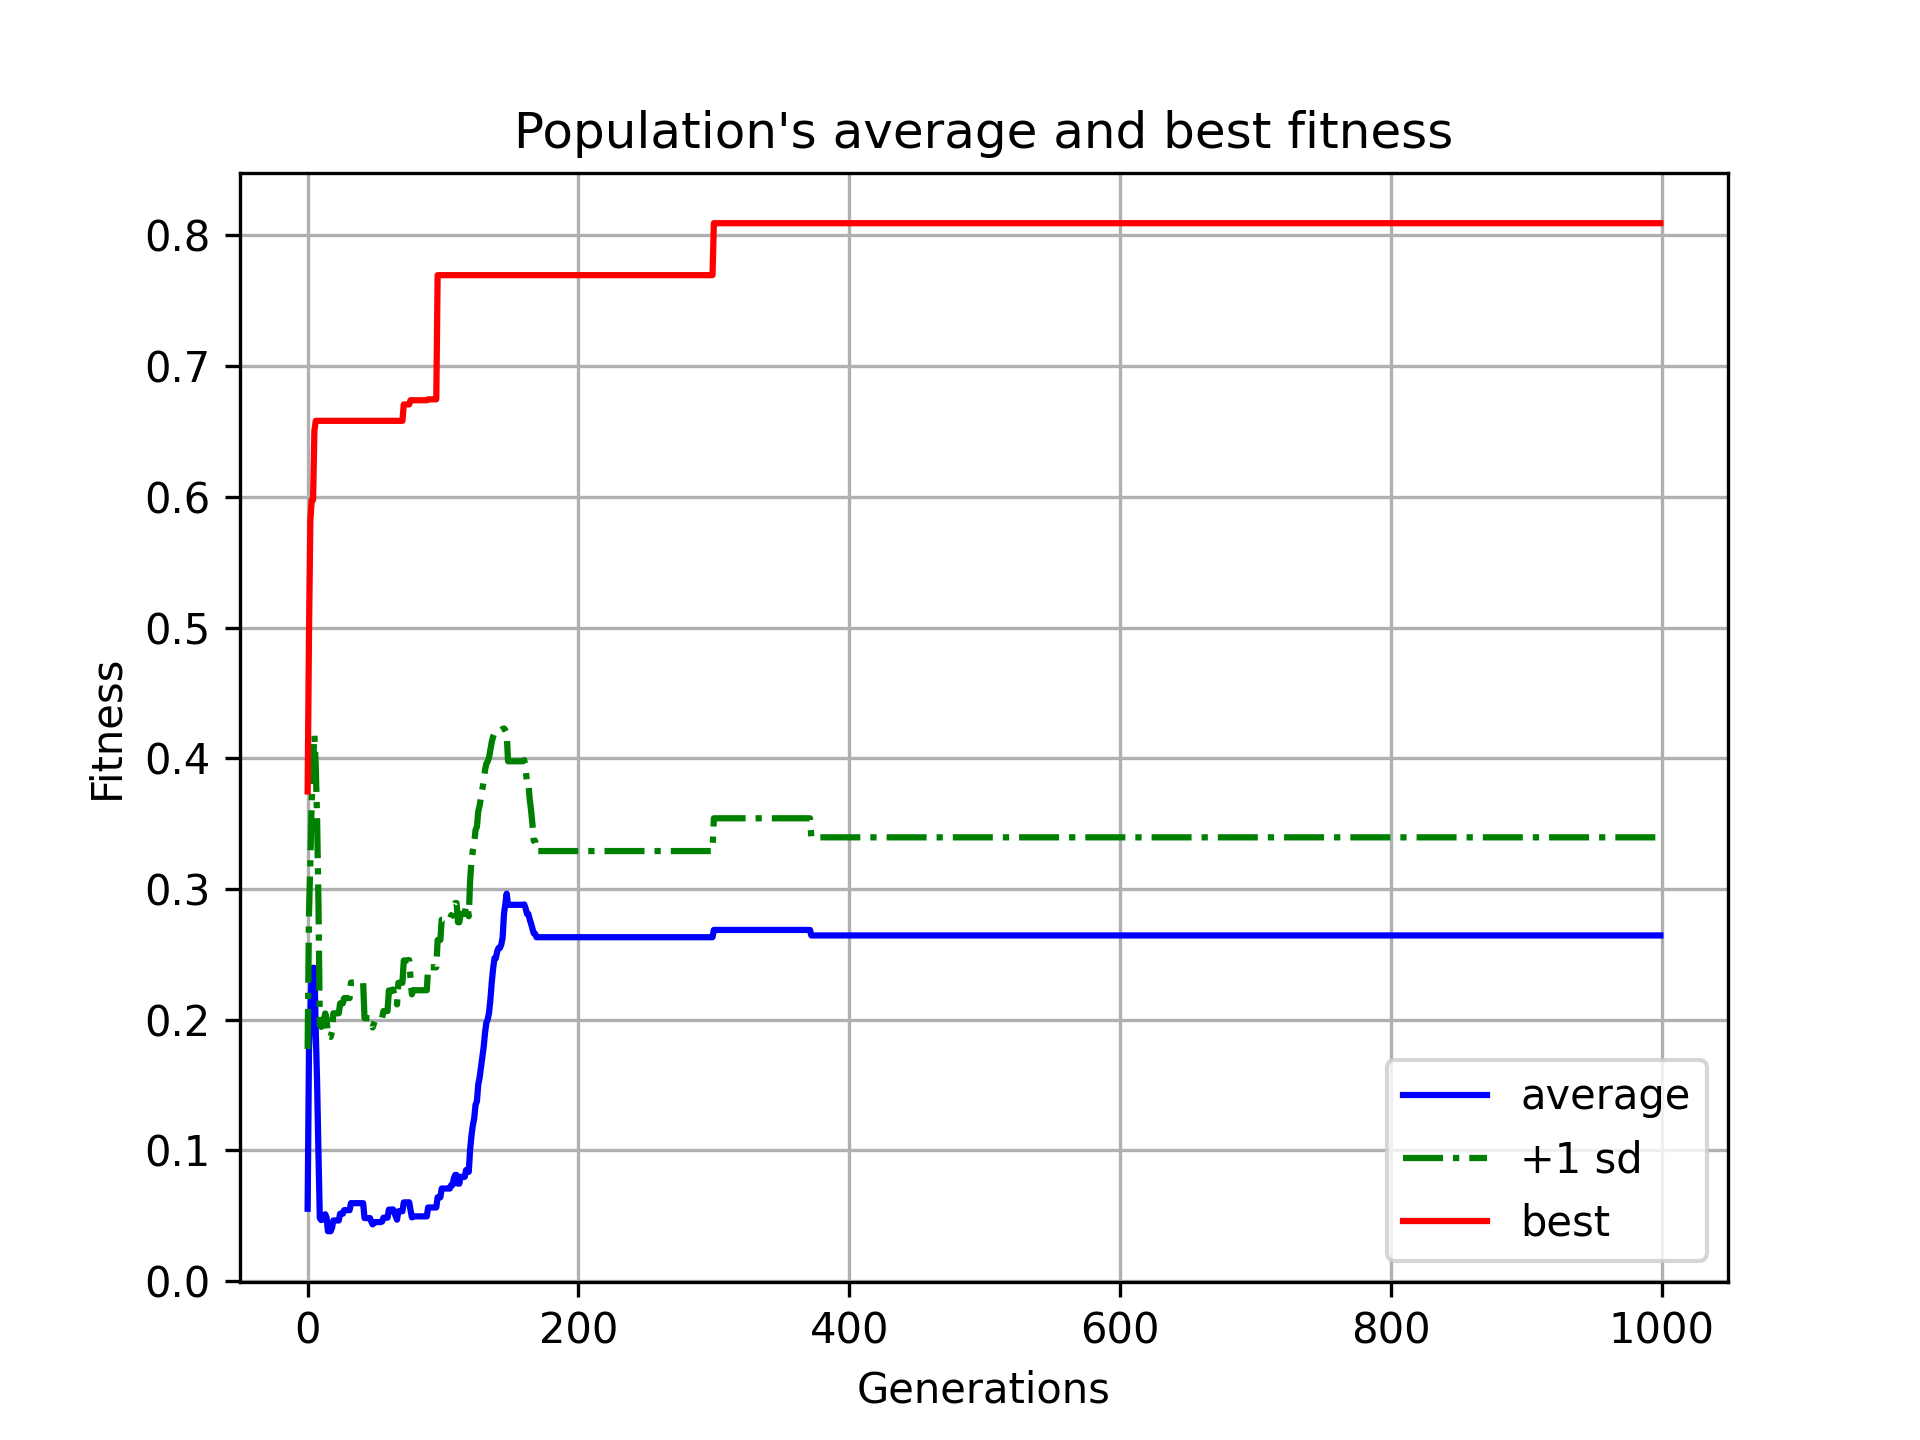 Population's average and best fitness
Fitness
0.8
0.7
0.6
0.5
0.4
0.3
0.2
0.1
0.0
average
+1 sd
best
0 200 400 600 800 1000
Generations